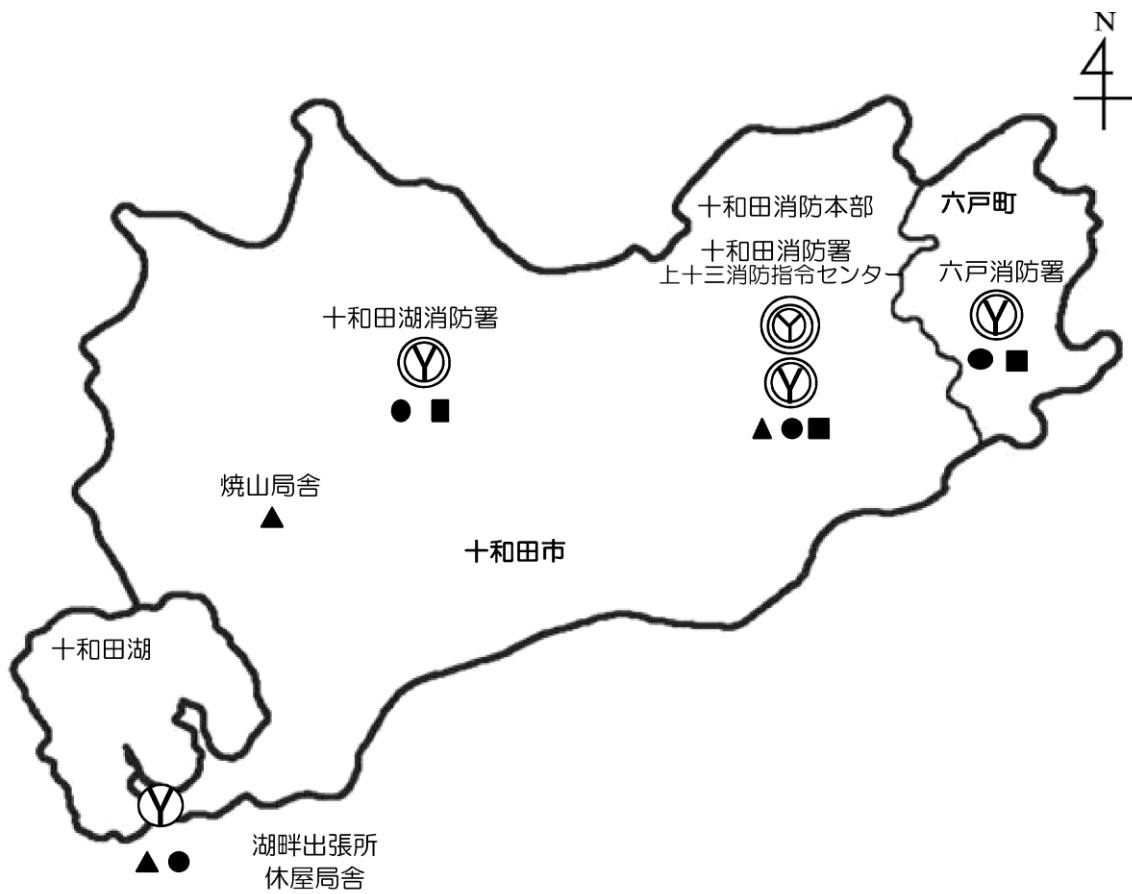 N
十和田消防本部
六戸町
十和田消防署
上十三消防指令センター
六戸消防署
十和田湖消防署
焼山局舎
十和田市
十和田湖
湖畔出張所
休屋局舎